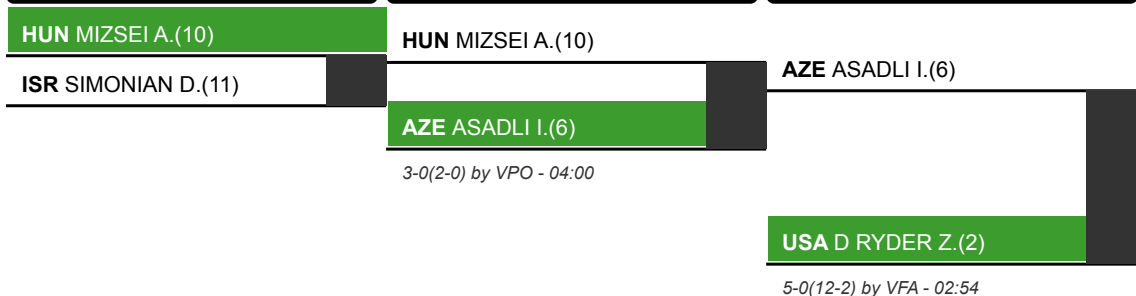 HUN MIZSEI A.(10)
ISR SIMONIAN D.(11)
HUN MIZSEI A.(10)
AZE ASADLI I.(6)
3-0(2-0) by VPO - 04:00
AZE ASADLI I.(6)
USA D RYDER Z.(2)
5-0(12-2) by VFA - 02:54